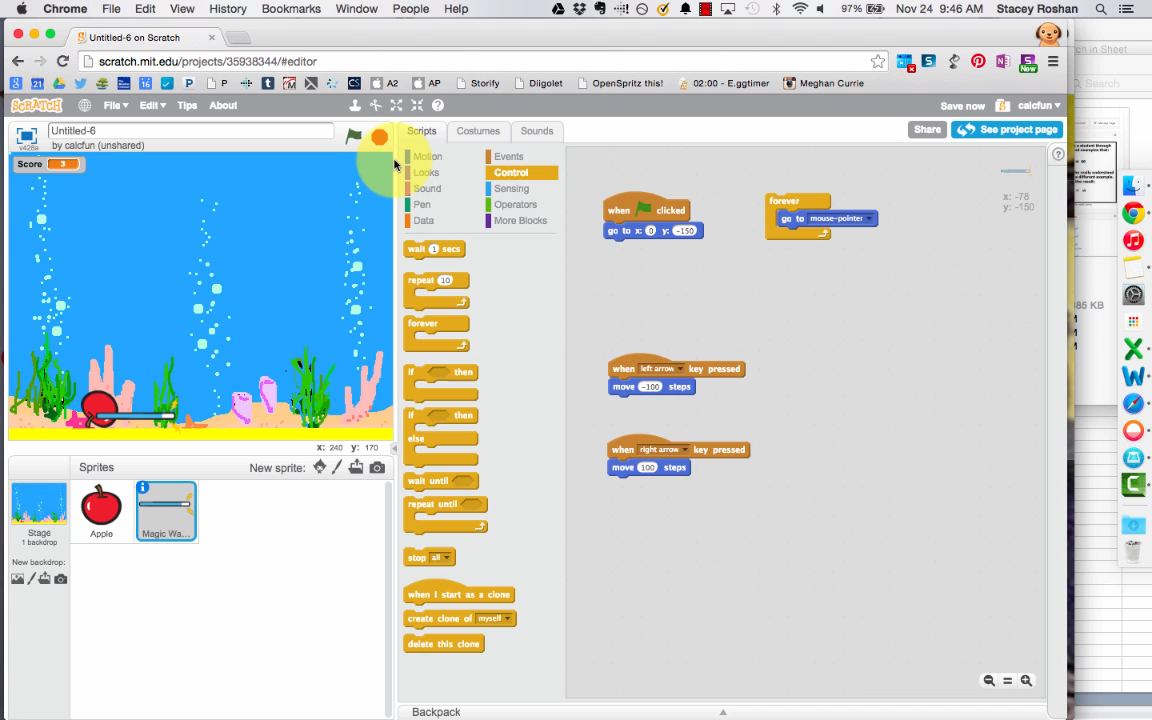 Chrome File Edit View History Bookmarks Window People Help 97% Nov 24 9:46 AM Stacey Roshan
Untitled-6 on Scratch
scratch.mit.edu/projects/35938344/#editor
P A2 AP Storify Diigolet OpenSpritz this! 02:00 - E.ggtimer Meghan Currie
SCRATCH File Edit Tips About Save now calcfun
Untitled-6
by calcfun (unshared)
v428a
Scripts Costumes Sounds
Share See project page
Score 3
Motion Events
Looks Control
Sound Sensing
Pen Operators
Data More Blocks
wait 1 secs
repeat 10
forever
if then
if then
else
wait until
repeat until
stop all
when I start as a clone
create clone of myself
delete this clone
when clicked
go to x: 0 y: -150
forever
go to mouse-pointer
when left arrow key pressed
move -100 steps
when right arrow key pressed
move 100 steps
x: -78
y: -150
x: 240 y: 170
Sprites New sprite:
Stage
1 backdrop
New backdrop:
Apple
Magic Wa...
Backpack